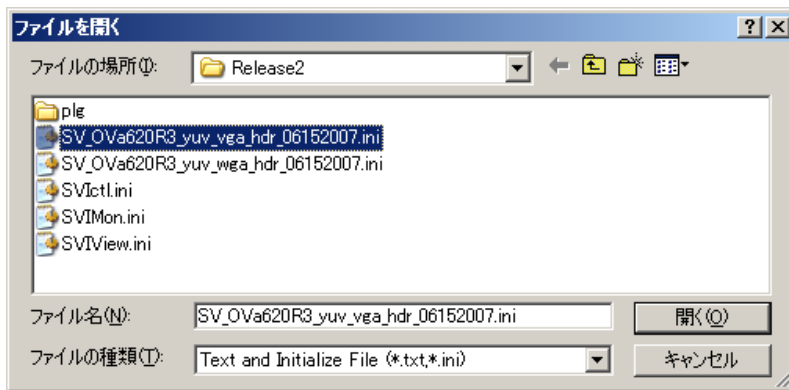 ファイルを開く
ファイルの場所(I):
Release2
plg
SV_OVa620R3_yuv_vga_hdr_06152007.ini
SV_OVa620R3_yuv_wga_hdr_06152007.ini
SVIctl.ini
SVIMon.ini
SVIView.ini
ファイル名(N):
SV_OVa620R3_yuv_vga_hdr_06152007.ini
開く(O)
ファイルの種類(T):
Text and Initialize File (*.txt,*.ini)
キャンセル